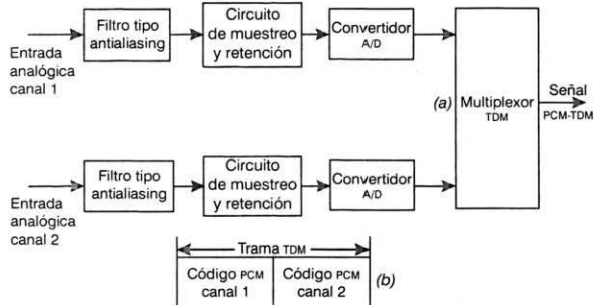 Entrada
analógica
canal 1
Filtro tipo
antialiasing
Circuito
de muestreo
y retención
Convertidor
A/D
(a)
Multiplexor
TDM
Señal
PCM-TDM
Entrada
analógica
canal 2
Filtro tipo
antialiasing
Circuito
de muestreo
y retención
Convertidor
A/D
Trama TDM
Código PCM
canal 1
Código PCM
canal 2
(b)